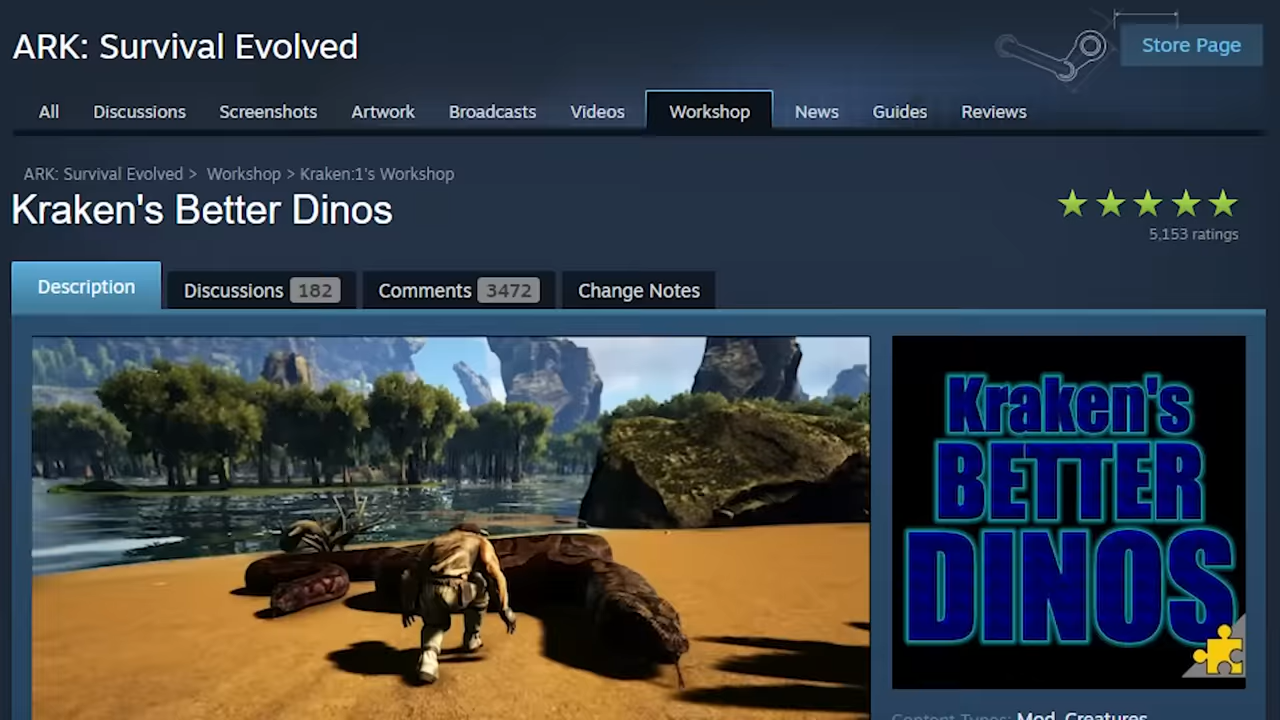 ARK: Survival Evolved
Store Page
All Discussions Screenshots Artwork Broadcasts Videos Workshop News Guides Reviews
ARK: Survival Evolved > Workshop > Kraken:1's Workshop
Kraken's Better Dinos
5,153 ratings
Description Discussions 182 Comments 3472 Change Notes
Kraken's
BETTER
DINOS
Content Types: Mod, Creatures